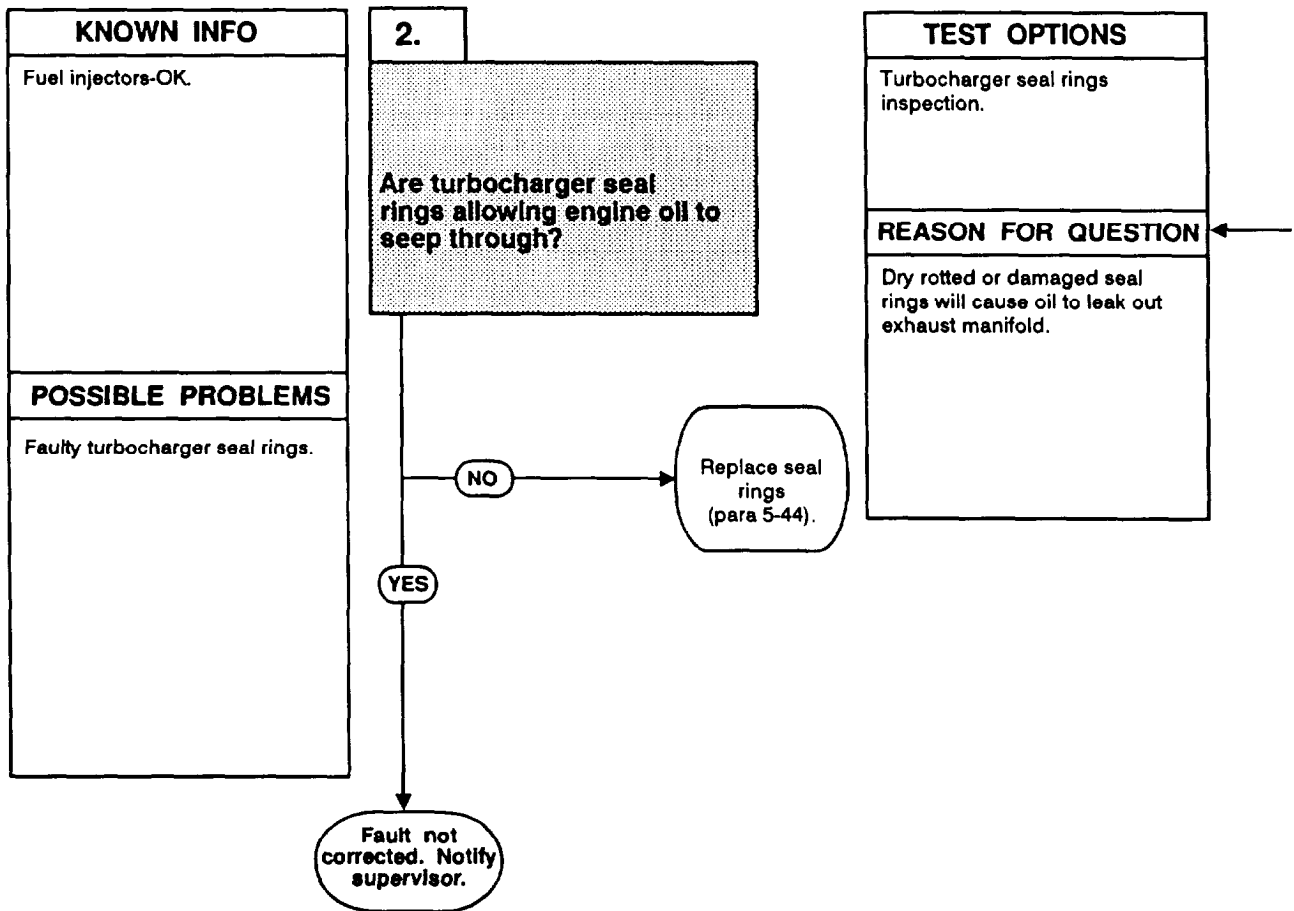 KNOWN INFO
Fuel injectors-OK.
POSSIBLE PROBLEMS
Faulty turbocharger seal rings.
2.
Are turbocharger seal
rings allowing engine oil to
seep through?
NO
Replace seal
rings
(para 5-44).
YES
Fault not
corrected. Notify
supervisor.
TEST OPTIONS
Turbocharger seal rings
inspection.
REASON FOR QUESTION
Dry rotted or damaged seal
rings will cause oil to leak out
exhaust manifold.